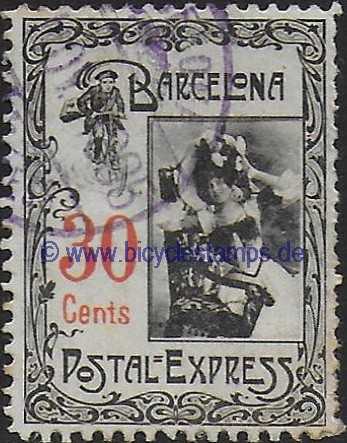 BARCELONA
30
Cents
© www.bicyclestamps.de
POSTAL=EXPRESS